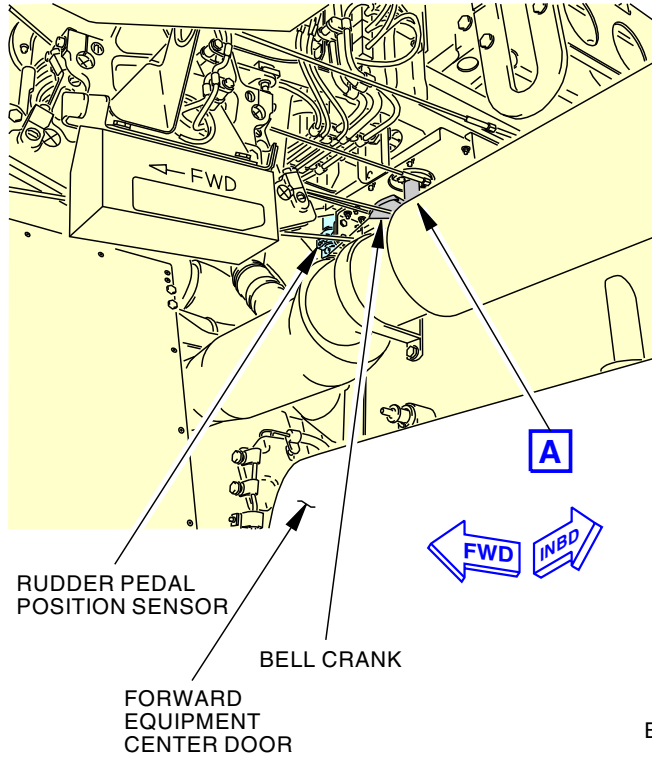 FWD
A
FWD
INBD
RUDDER PEDAL
POSITION SENSOR
BELL CRANK
FORWARD
EQUIPMENT
CENTER DOOR